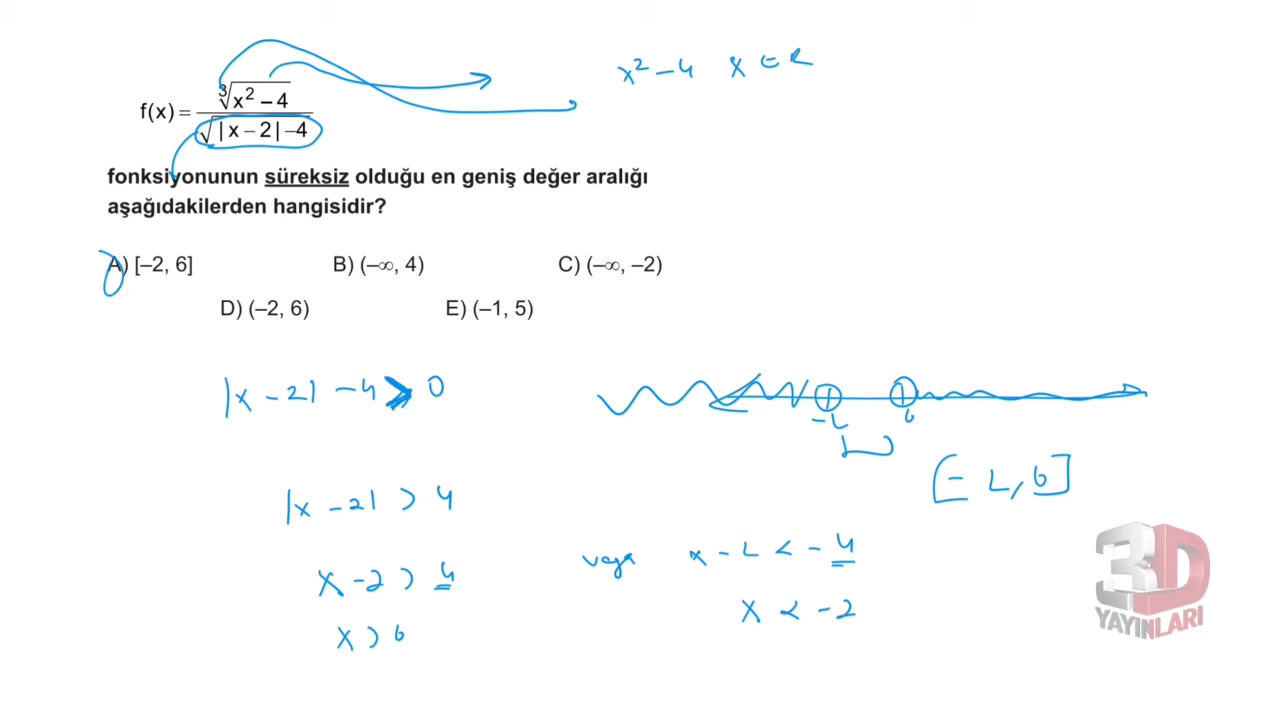 x² – 4 x ∈ R
f(x) = ∛(x² – 4) / √(|x – 2| –4)
fonksiyonunun süreksiz olduğu en geniş değer aralığı
aşağıdakilerden hangisidir?
A) [–2, 6] B) (–∞, 4) C) (–∞, –2)
D) (–2, 6) E) (–1, 5)
|x – 2| – 4 > 0
–2 6
[–2, 6]
|x – 2| > 4
x – 2 > 4 veya x – 2 < – 4
x > 6 x < – 2
3D
YAYINLARI